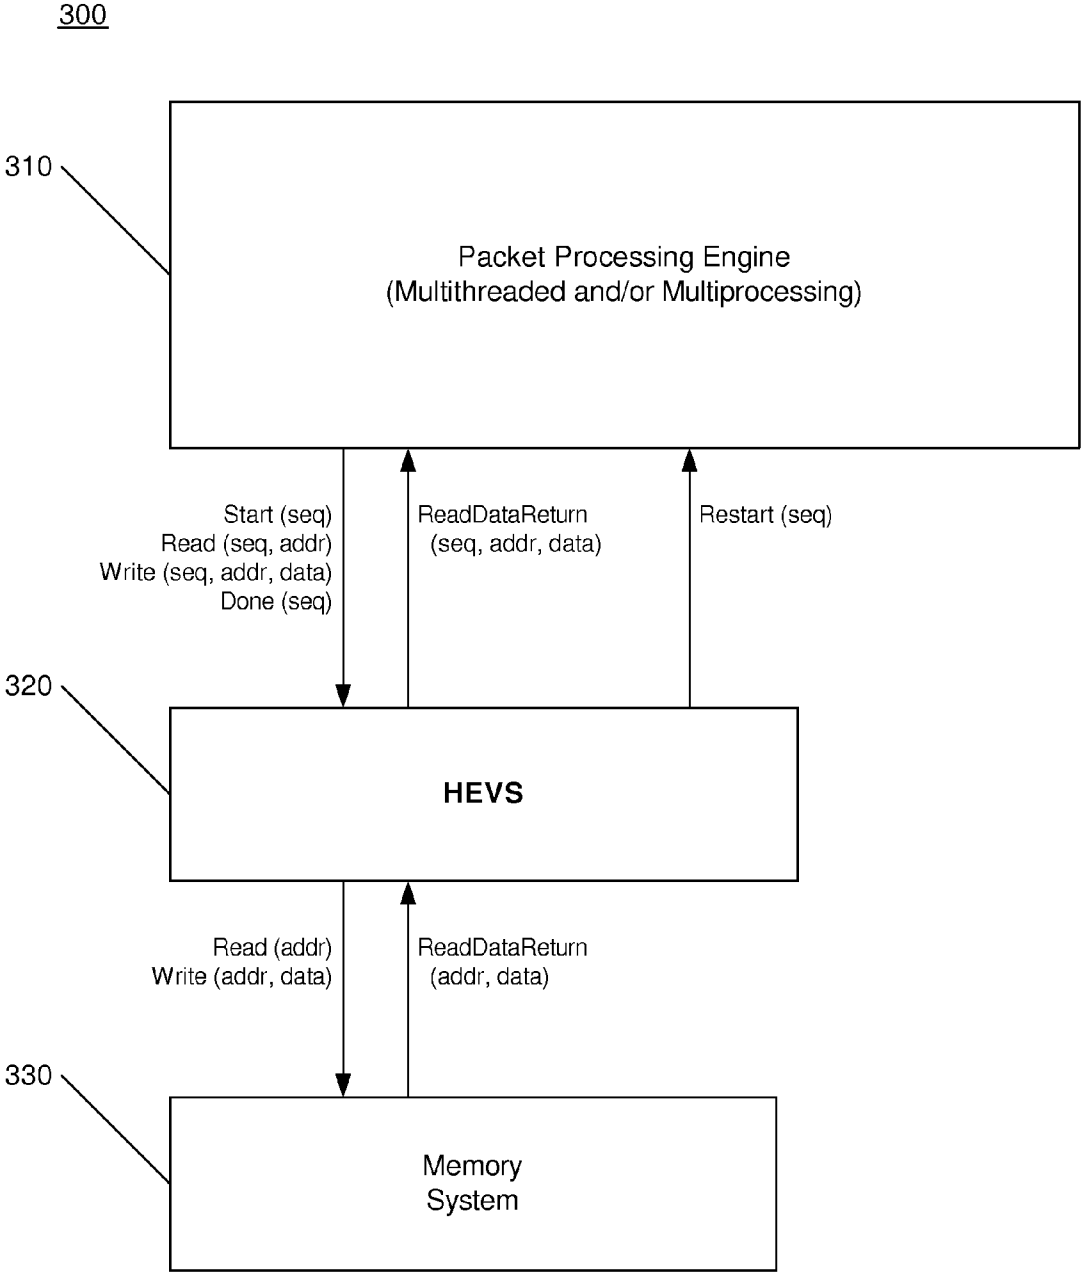 300
310
Packet Processing Engine
(Multithreaded and/or Multiprocessing)
Start (seq)
Read (seq, addr)
Write (seq, addr, data)
Done (seq)
ReadDataReturn
(seq, addr, data)
Restart (seq)
320
HEVS
Read (addr)
Write (addr, data)
ReadDataReturn
(addr, data)
330
Memory
System